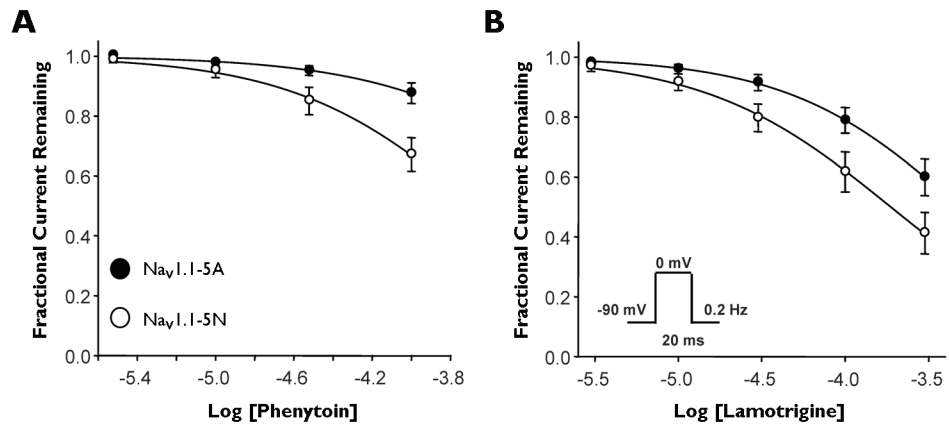 A
Fractional Current Remaining
1.0
0.8
0.6
0.4
0.2
0.0
Nav1.1-5A
Nav1.1-5N
-5.4
-5.0
-4.6
-4.2
-3.8
Log [Phenytoin]
B
Fractional Current Remaining
1.0
0.8
0.6
0.4
0.2
0.0
0 mV
-90 mV
0.2 Hz
20 ms
-5.5
-5.0
-4.5
-4.0
-3.5
Log [Lamotrigine]